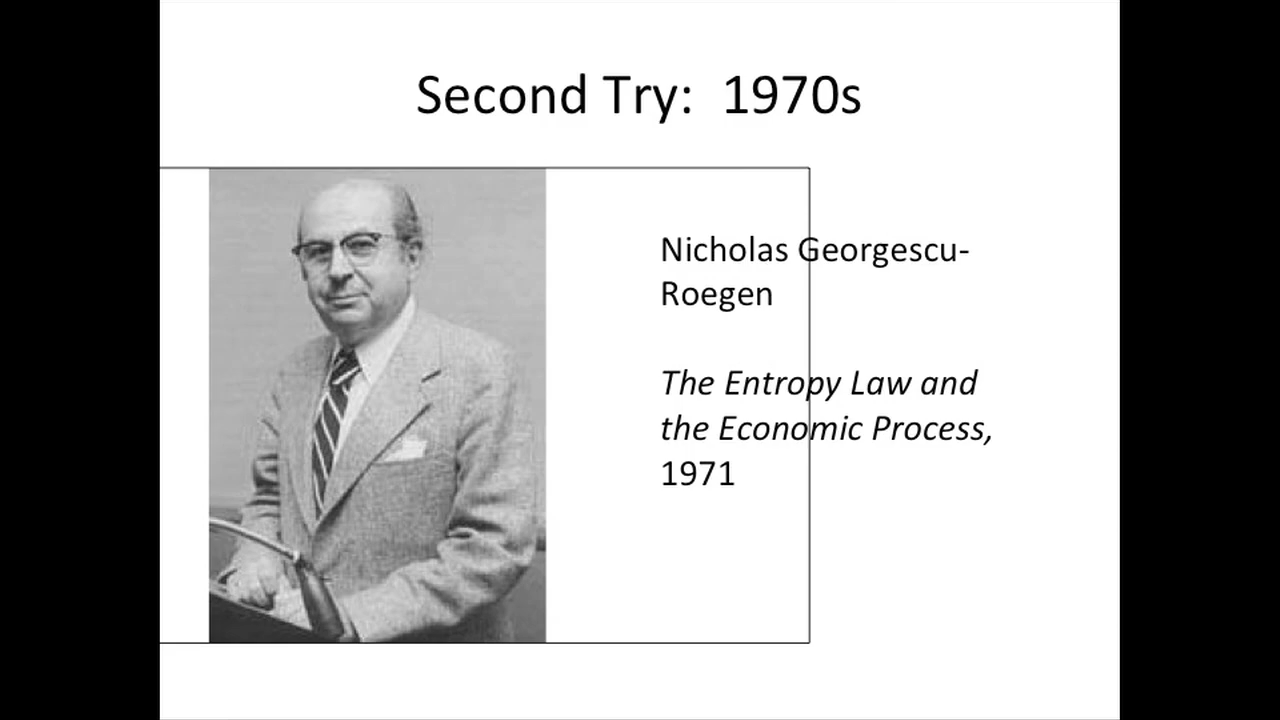 Second Try:  1970s
Nicholas Georgescu-
Roegen
The Entropy Law and
the Economic Process,
1971